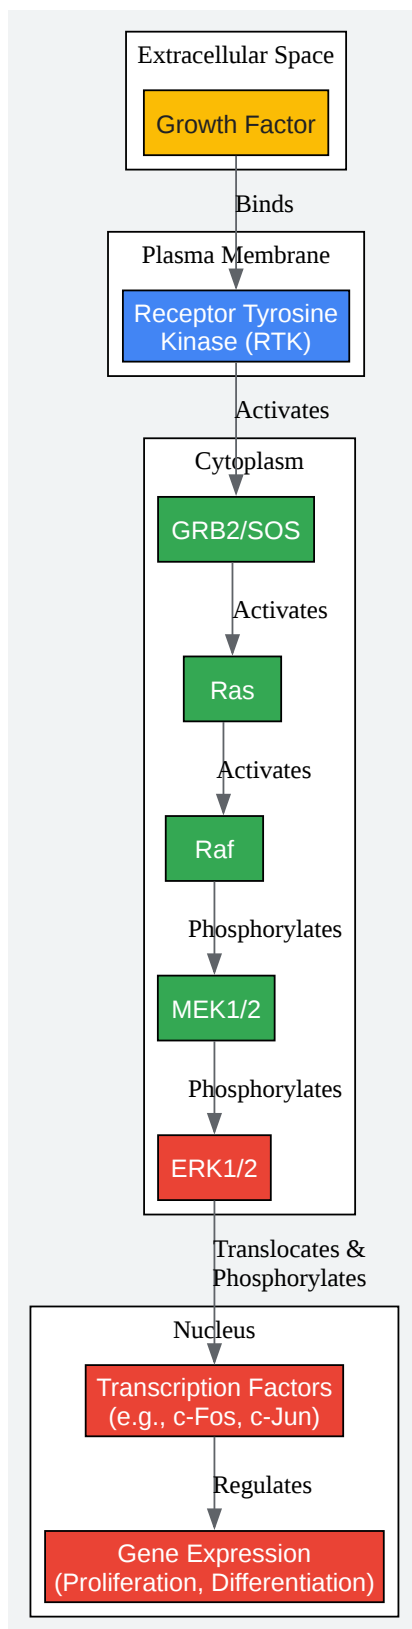 Extracellular Space
Growth Factor
Binds
Plasma Membrane
Receptor Tyrosine
Kinase (RTK)
Activates
Cytoplasm
GRB2/SOS
Activates
Ras
Activates
Raf
Phosphorylates
MEK1/2
Phosphorylates
ERK1/2
Translocates &
Phosphorylates
Nucleus
Transcription Factors
(e.g., c-Fos, c-Jun)
Regulates
Gene Expression
(Proliferation, Differentiation)